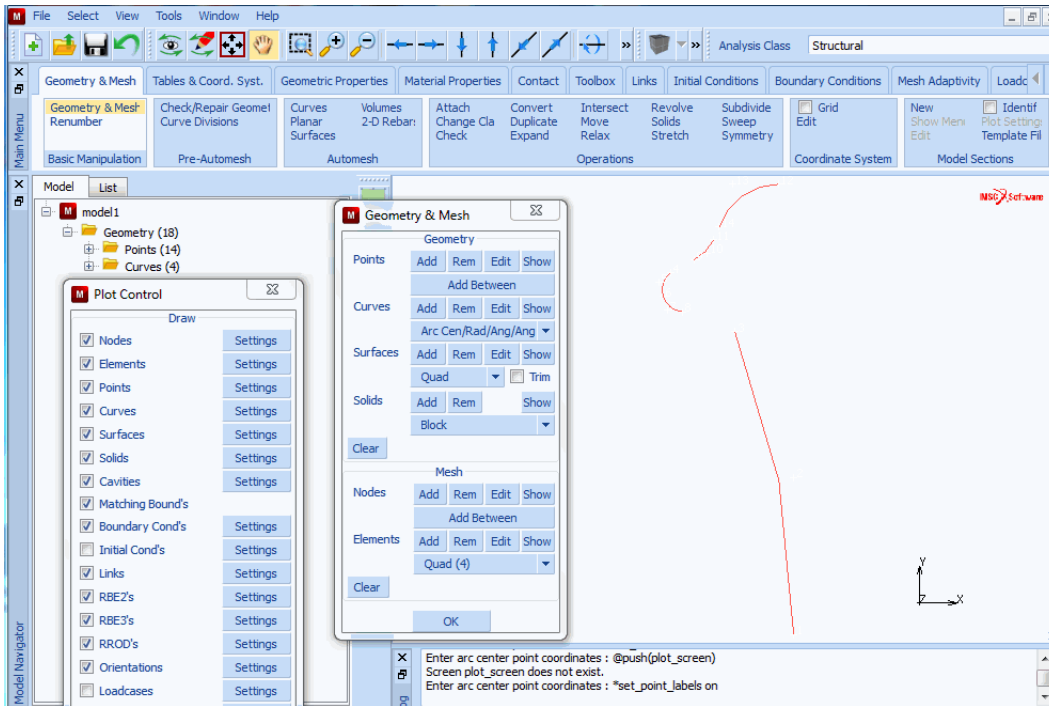 File Select View Tools Window Help
» » Analysis Class Structural
Geometry & Mesh Tables & Coord. Syst. Geometric Properties Material Properties Contact Toolbox Links Initial Conditions Boundary Conditions Mesh Adaptivity Loadc
Geometry & Mesh Check/Repair Geomet Curves Volumes Attach Convert Intersect Revolve Subdivide Grid New Identif
Renumber Curve Divisions Planar 2-D Rebar: Change Cla Duplicate Move Solids Sweep Edit Show Menu Plot Setting:
Surfaces Check Expand Relax Stretch Symmetry Edit Template Fil
Basic Manipulation Pre-Automesh Automesh Operations Coordinate System Model Sections
Main Menu
Model List
model1
Geometry (18)
Points (14)
Curves (4)
Plot Control
Draw
Nodes Settings
Elements Settings
Points Settings
Curves Settings
Surfaces Settings
Solids Settings
Cavities Settings
Matching Bound's
Boundary Cond's Settings
Initial Cond's Settings
Links Settings
RBE2's Settings
RBE3's Settings
RROD's Settings
Orientations Settings
Loadcases Settings
Model Navigator
Geometry & Mesh
Geometry
Points Add Rem Edit Show
Add Between
Curves Add Rem Edit Show
Arc Cen/Rad/Ang/Ang
Surfaces Add Rem Edit Show
Quad Trim
Solids Add Rem Show
Block
Clear
Mesh
Nodes Add Rem Edit Show
Add Between
Elements Add Rem Edit Show
Quad (4)
Clear
OK
MSC Software
Y
Z X
Enter arc center point coordinates : @push(plot_screen)
Screen plot_screen does not exist.
Enter arc center point coordinates : *set_point_labels on